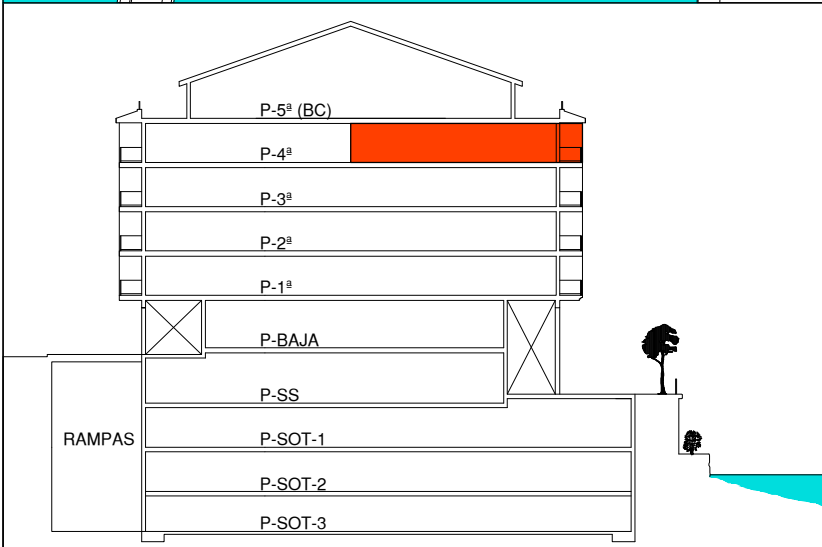 P-5ª (BC)
P-4ª
P-3ª
P-2ª
P-1ª
P-BAJA
P-SS
RAMPAS
P-SOT-1
P-SOT-2
P-SOT-3